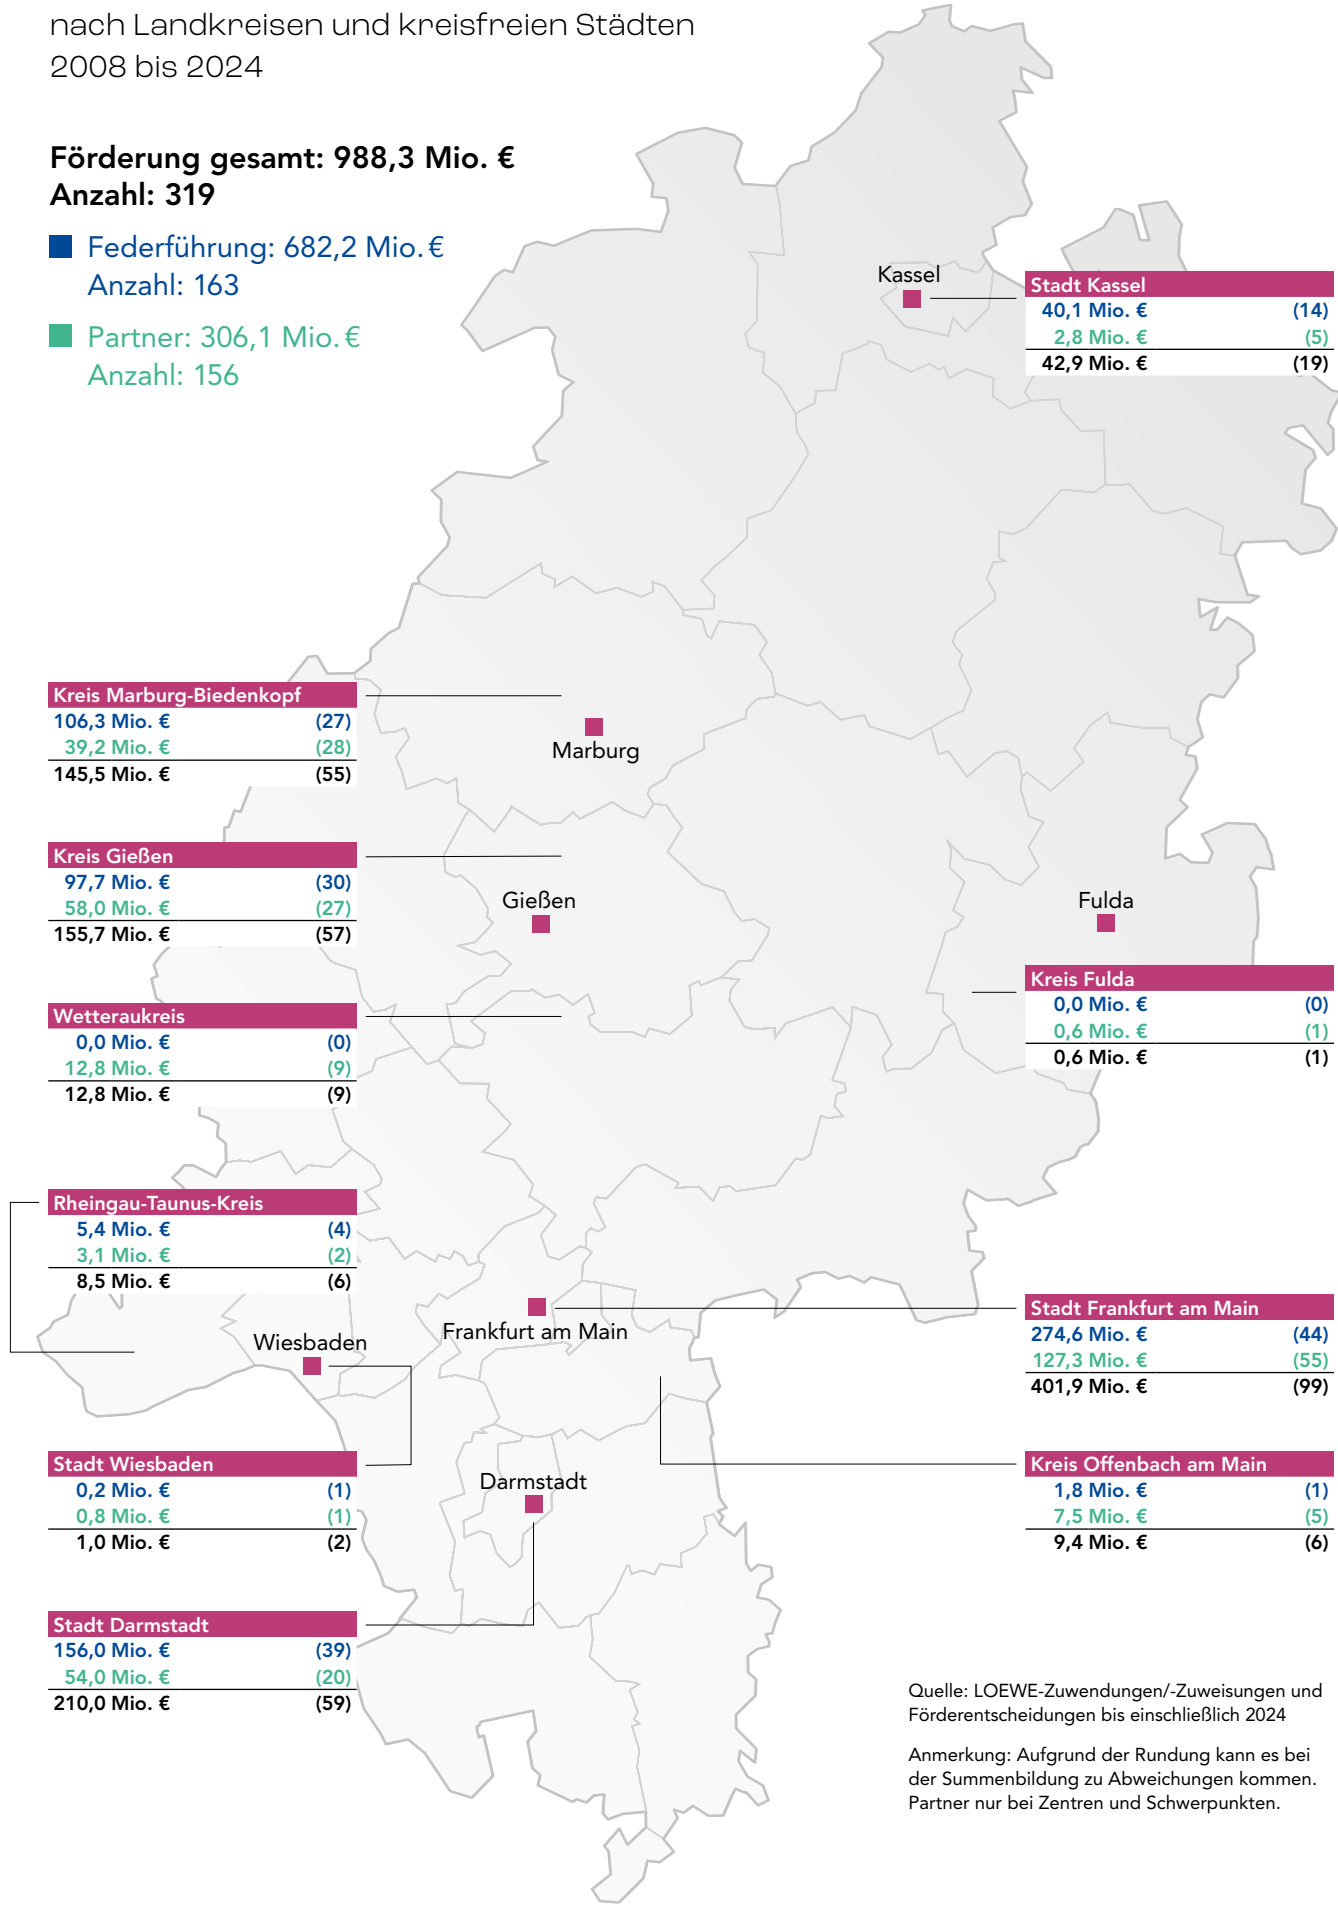 nach Landkreisen und kreisfreien Städten
2008 bis 2024
Förderung gesamt: 988,3 Mio. €
Anzahl: 319
Federführung: 682,2 Mio. €
Anzahl: 163
Partner: 306,1 Mio. €
Anzahl: 156
Kassel
Stadt Kassel
40,1 Mio. € (14)
2,8 Mio. € (5)
42,9 Mio. € (19)
Kreis Marburg-Biedenkopf
106,3 Mio. € (27)
39,2 Mio. € (28)
145,5 Mio. € (55)
Marburg
Kreis Gießen
97,7 Mio. € (30)
58,0 Mio. € (27)
155,7 Mio. € (57)
Gießen
Fulda
Kreis Fulda
0,0 Mio. € (0)
0,6 Mio. € (1)
0,6 Mio. € (1)
Wetteraukreis
0,0 Mio. € (0)
12,8 Mio. € (9)
12,8 Mio. € (9)
Rheingau-Taunus-Kreis
5,4 Mio. € (4)
3,1 Mio. € (2)
8,5 Mio. € (6)
Wiesbaden
Frankfurt am Main
Stadt Frankfurt am Main
274,6 Mio. € (44)
127,3 Mio. € (55)
401,9 Mio. € (99)
Stadt Wiesbaden
0,2 Mio. € (1)
0,8 Mio. € (1)
1,0 Mio. € (2)
Darmstadt
Kreis Offenbach am Main
1,8 Mio. € (1)
7,5 Mio. € (5)
9,4 Mio. € (6)
Stadt Darmstadt
156,0 Mio. € (39)
54,0 Mio. € (20)
210,0 Mio. € (59)
Quelle: LOEWE-Zuwendungen/-Zuweisungen und
Förderentscheidungen bis einschließlich 2024
Anmerkung: Aufgrund der Rundung kann es bei
der Summenbildung zu Abweichungen kommen.
Partner nur bei Zentren und Schwerpunkten.